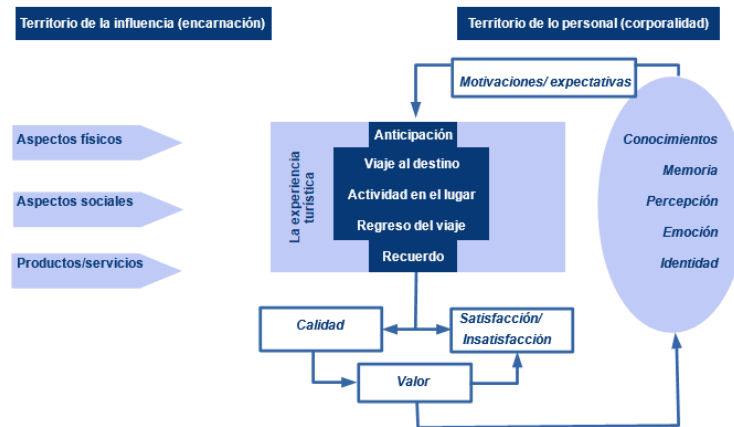 Territorio de la influencia (encarnación)
Territorio de lo personal (corporalidad)
Motivaciones/ expectativas
Aspectos físicos
Aspectos sociales
Productos/servicios
La experiencia
turística
Anticipación
Viaje al destino
Actividad en el lugar
Regreso del viaje
Recuerdo
Conocimientos
Memoria
Percepción
Emoción
Identidad
Calidad
Satisfacción/
Insatisfacción
Valor